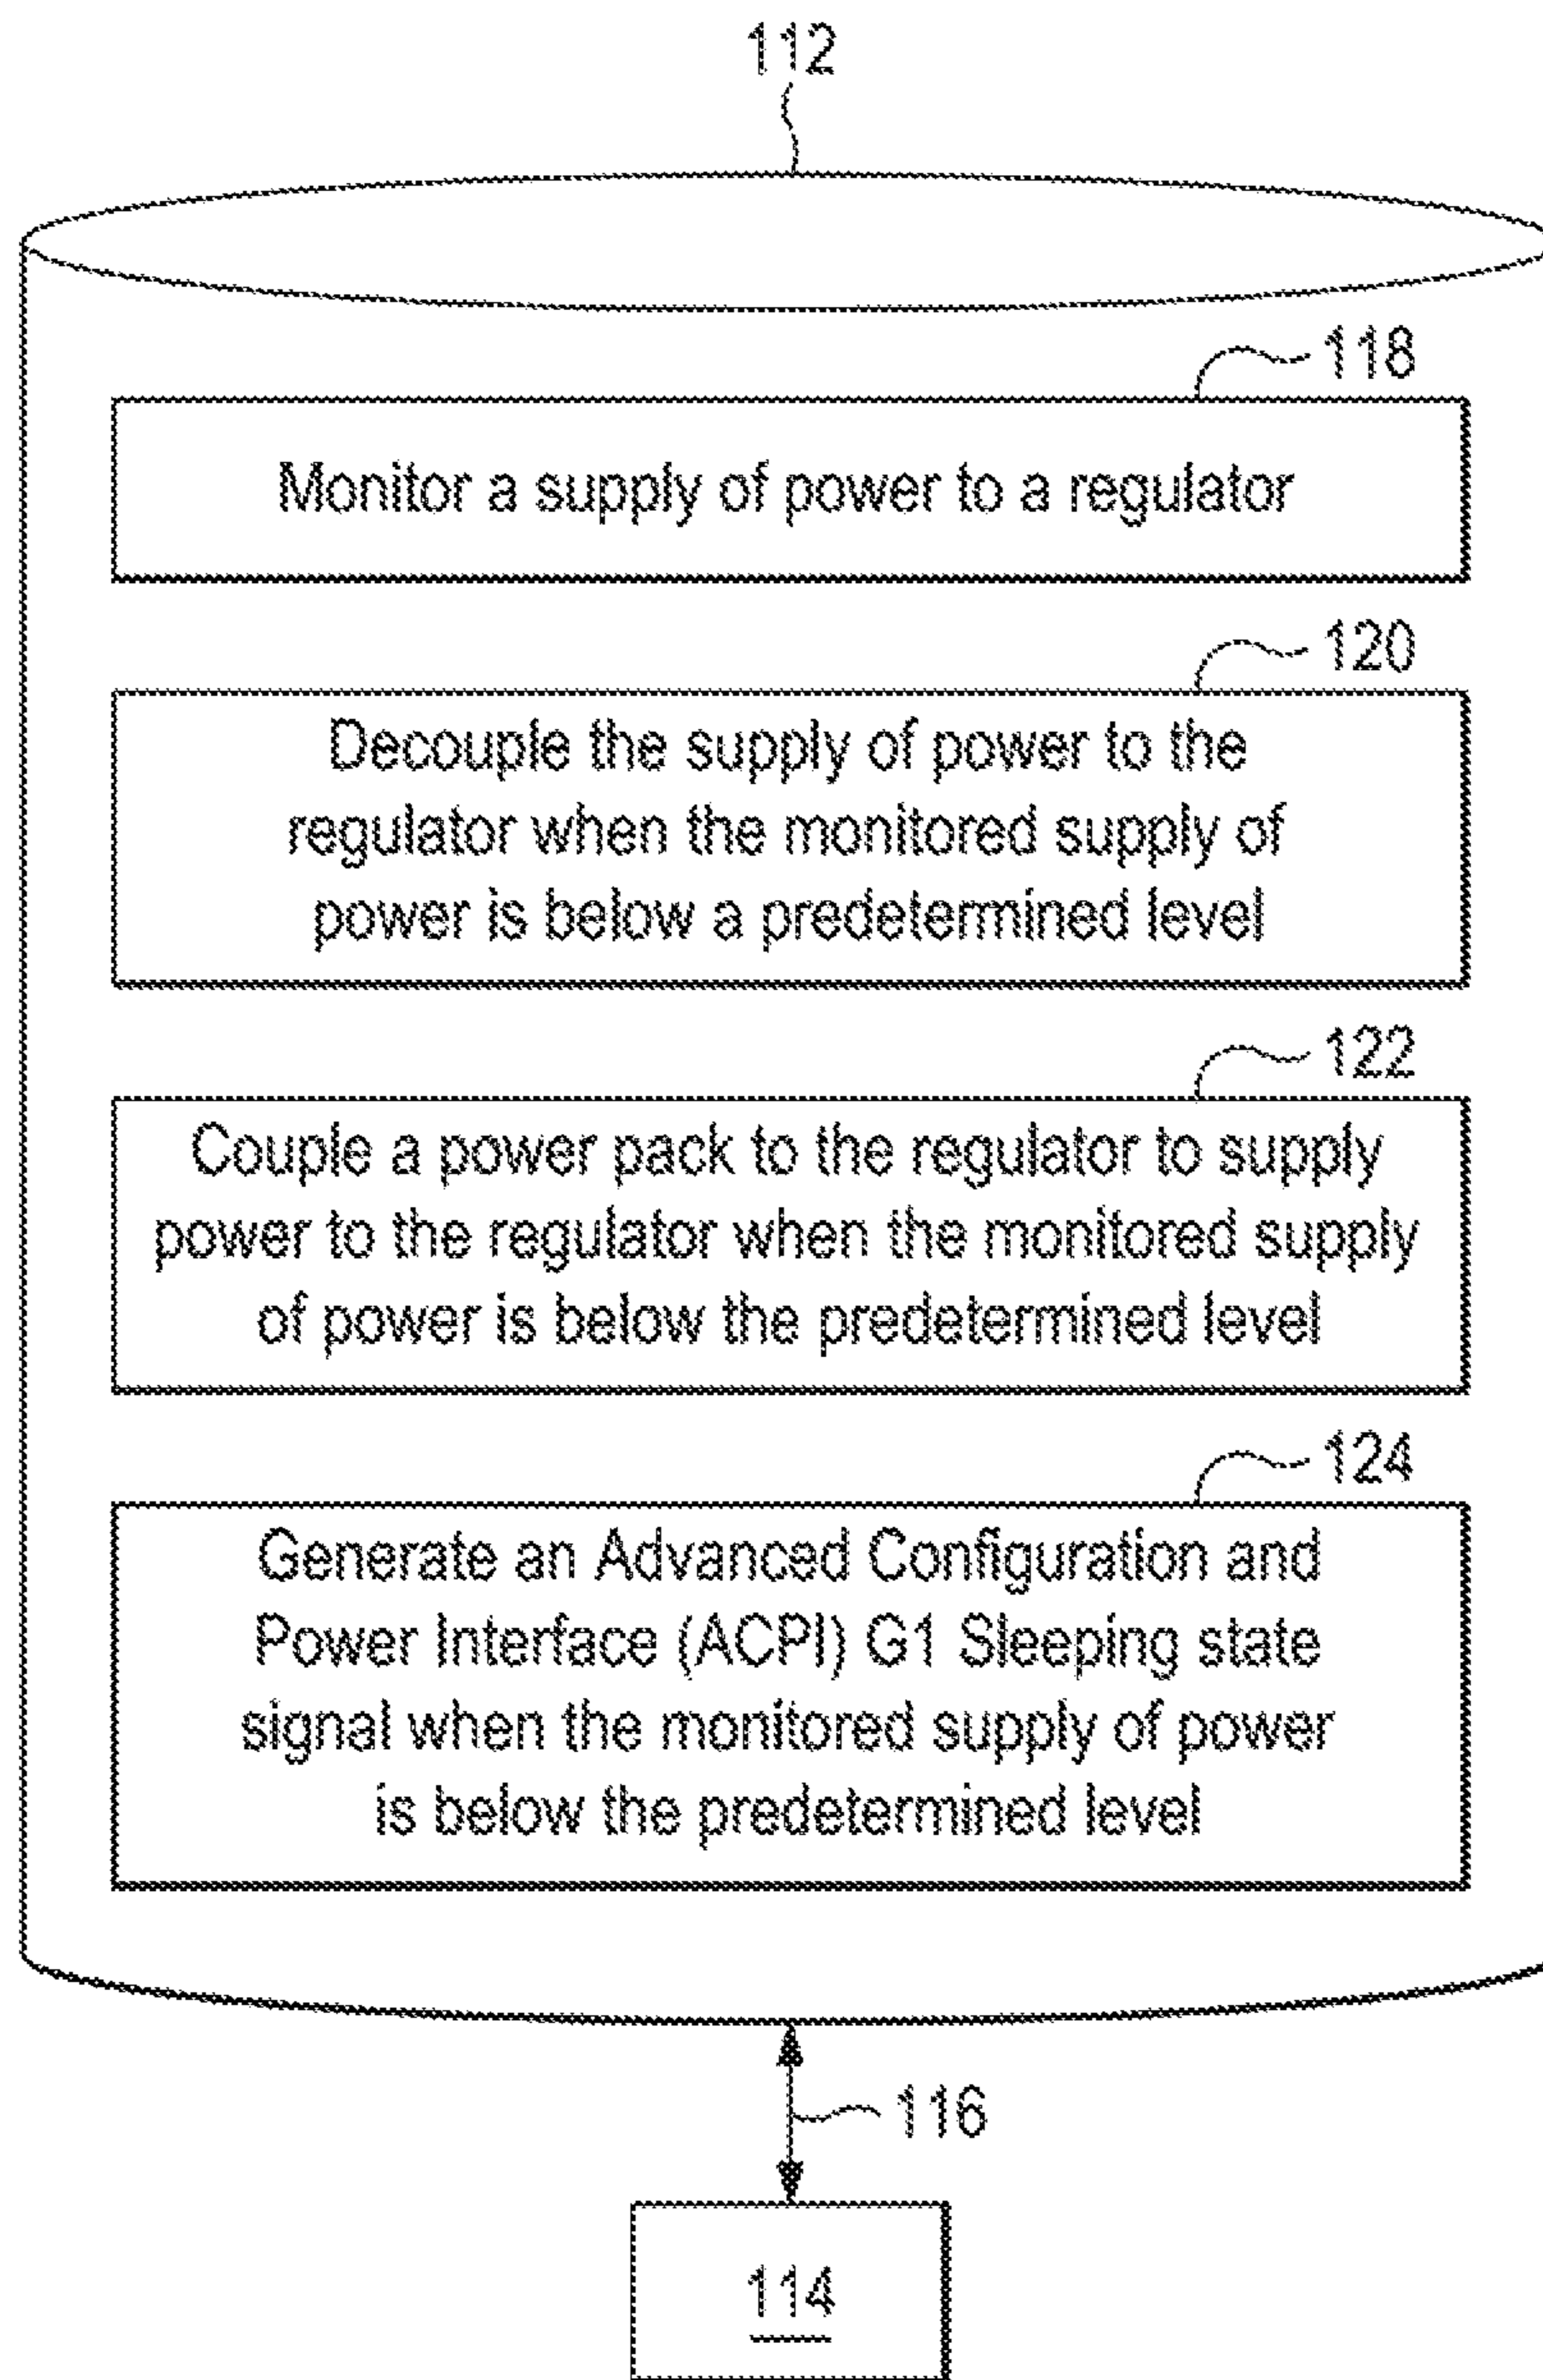 112
118
Monitor a supply of power to a regulator
120
Decouple the supply of power to the
regulator when the monitored supply of
power is below a predetermined level
122
Couple a power pack to the regulator to supply
power to the regulator when the monitored supply
of power is below the predetermined level
124
Generate an Advanced Configuration and
Power Interface (ACPI) G1 Sleeping state
signal when the monitored supply of power
is below the predetermined level
116
114